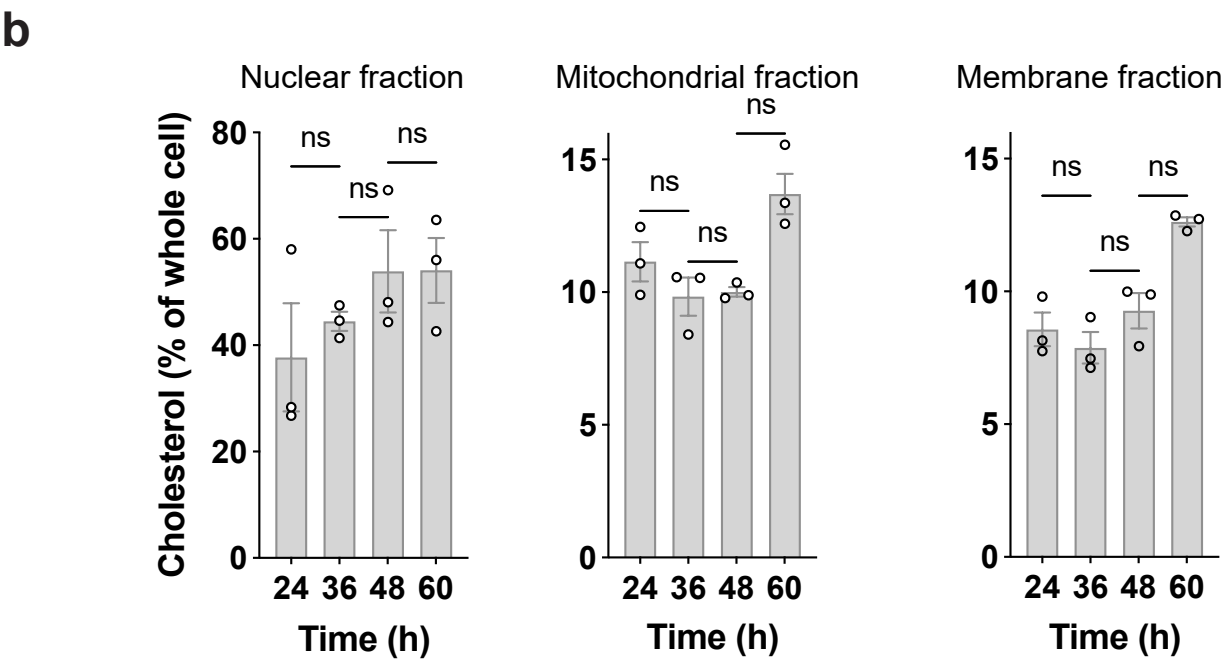 b
Nuclear fraction
Mitochondrial fraction
Membrane fraction
Cholesterol (% of whole cell)
80
60
40
20
0
ns
ns
ns
24 36 48 60
Time (h)
15
10
5
0
ns
ns
ns
24 36 48 60
Time (h)
15
10
5
0
ns
ns
ns
24 36 48 60
Time (h)